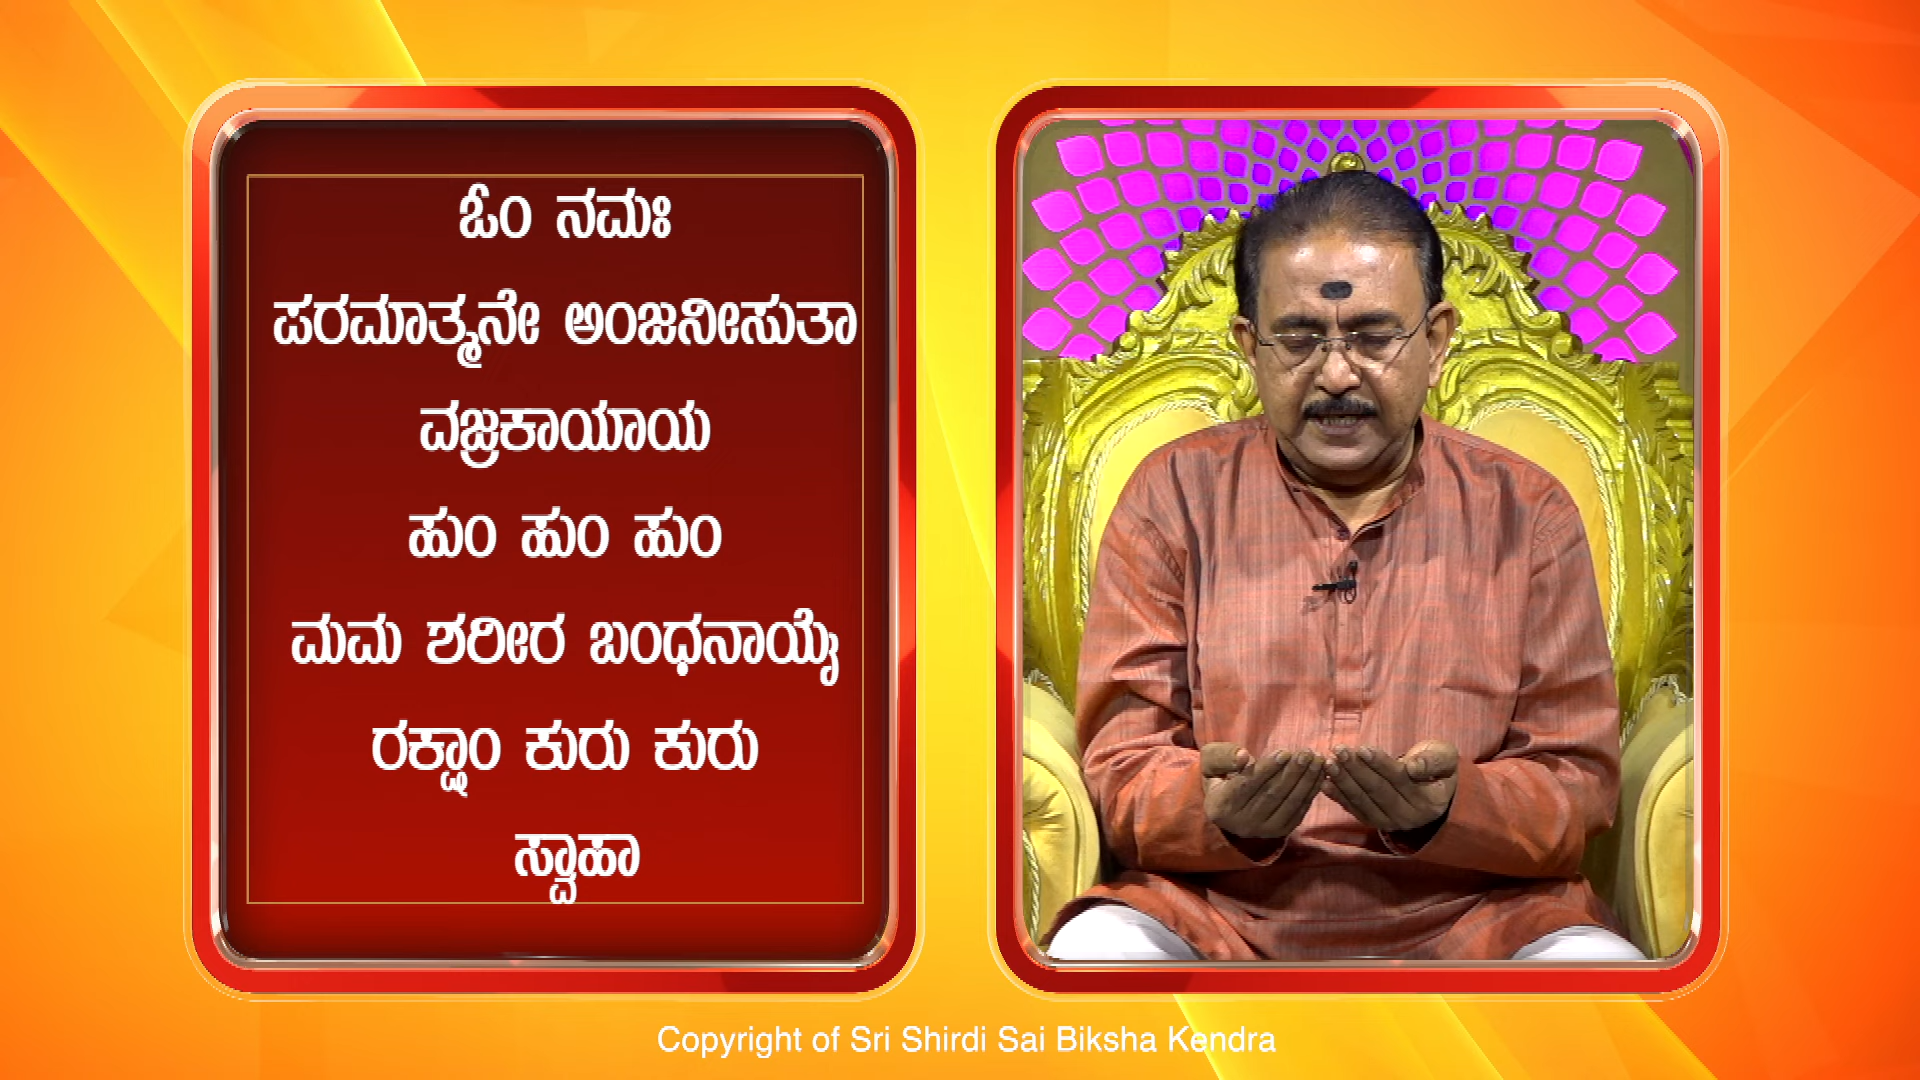 ಓಂ ನಮಃ
ಪರಮಾತ್ಮನೇ ಅಂಜನೀಸುತಾ
ವಜ್ರಕಾಯಾಯ
ಹುಂ ಹುಂ ಹುಂ
ಮಮ ಶರೀರ ಬಂಧನಾಯ್ಯೆ
ರಕ್ಷಾಂ ಕುರು ಕುರು
ಸ್ವಾಹಾ
Copyright of Sri Shirdi Sai Biksha Kendra